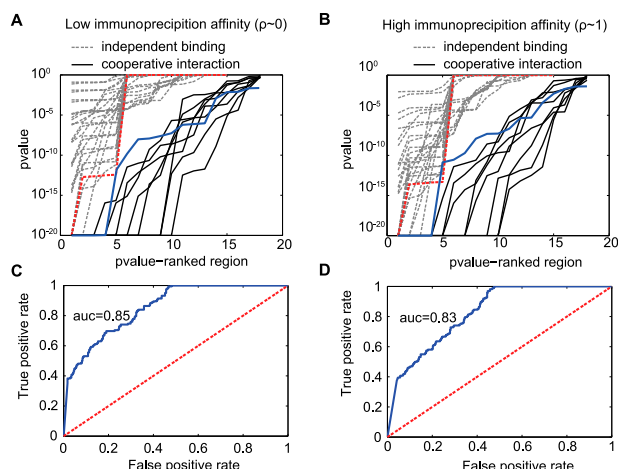 A
Low immunoprecipition affinity (ρ~0)
independent binding
cooperative interaction
10^0
10^-5
10^-10
10^-15
10^-20
pvalue
0
5
10
15
20
pvalue-ranked region
B
High immunoprecipition affinity (ρ~1)
independent binding
cooperative interaction
10^0
10^-5
10^-10
10^-15
10^-20
pvalue
0
5
10
15
20
pvalue-ranked region
C
1
0.8
0.6
0.4
0.2
0
True positive rate
auc=0.85
0
0.2
0.4
0.6
0.8
1
False positive rate
D
1
0.8
0.6
0.4
0.2
0
True positive rate
auc=0.83
0
0.2
0.4
0.6
0.8
1
False positive rate